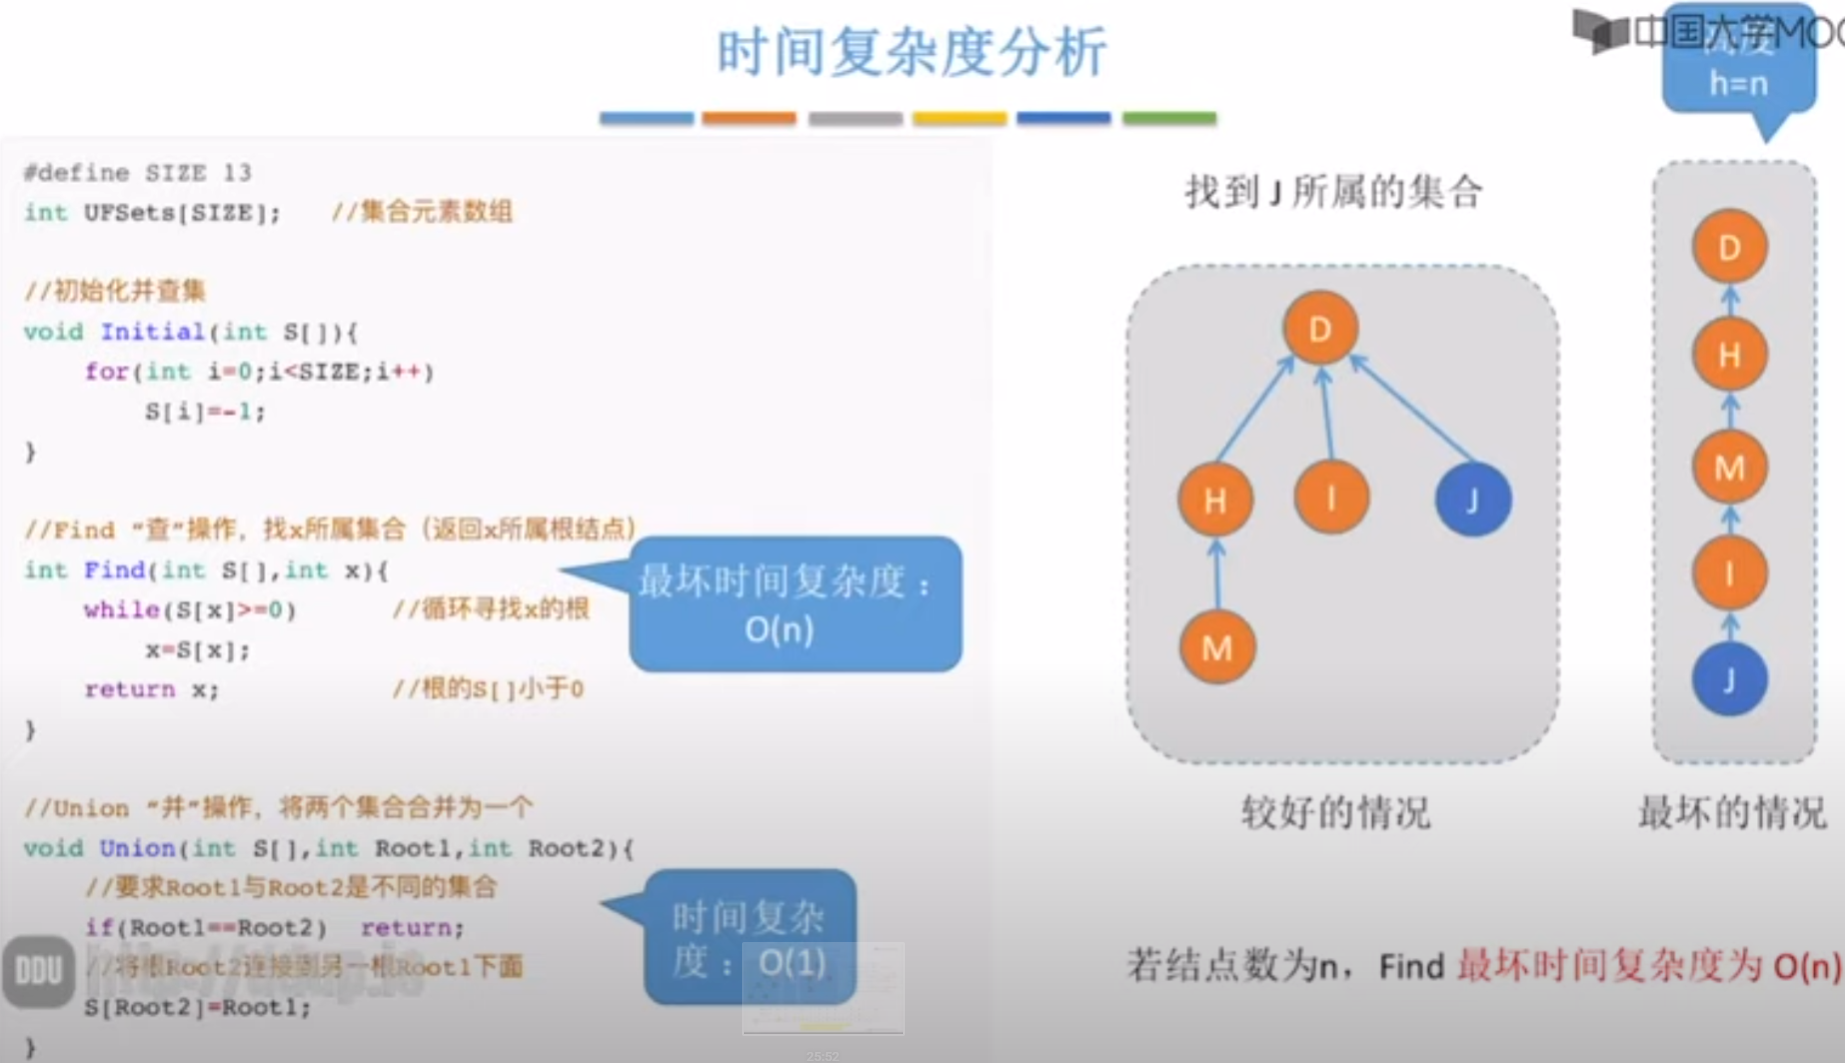 时间复杂度分析
中国大学MOO
高度
h=n
#define SIZE 13
int UFSets[SIZE]; //集合元素数组
//初始化并查集
void Initial(int S[]){
for(int i=0;i<SIZE;i++)
S[i]=-1;
}
//Find “查”操作，找x所属集合（返回x所属根结点）
int Find(int S[],int x){
while(S[x]>=0) //循环寻找x的根
x=S[x];
return x; //根的S[]小于0
}
最坏时间复杂度：
O(n)
//Union “并”操作，将两个集合合并为一个
void Union(int S[],int Root1,int Root2){
//要求Root1与Root2是不同的集合
if(Root1==Root2) return;
//将根Root2连接到另一根Root1下面
S[Root2]=Root1;
}
时间复杂
度：O(1)
DDU
25:52
找到 J 所属的集合
D
H
I
J
M
较好的情况
D
H
M
I
J
最坏的情况
若结点数为n，Find 最坏时间复杂度为 O(n)